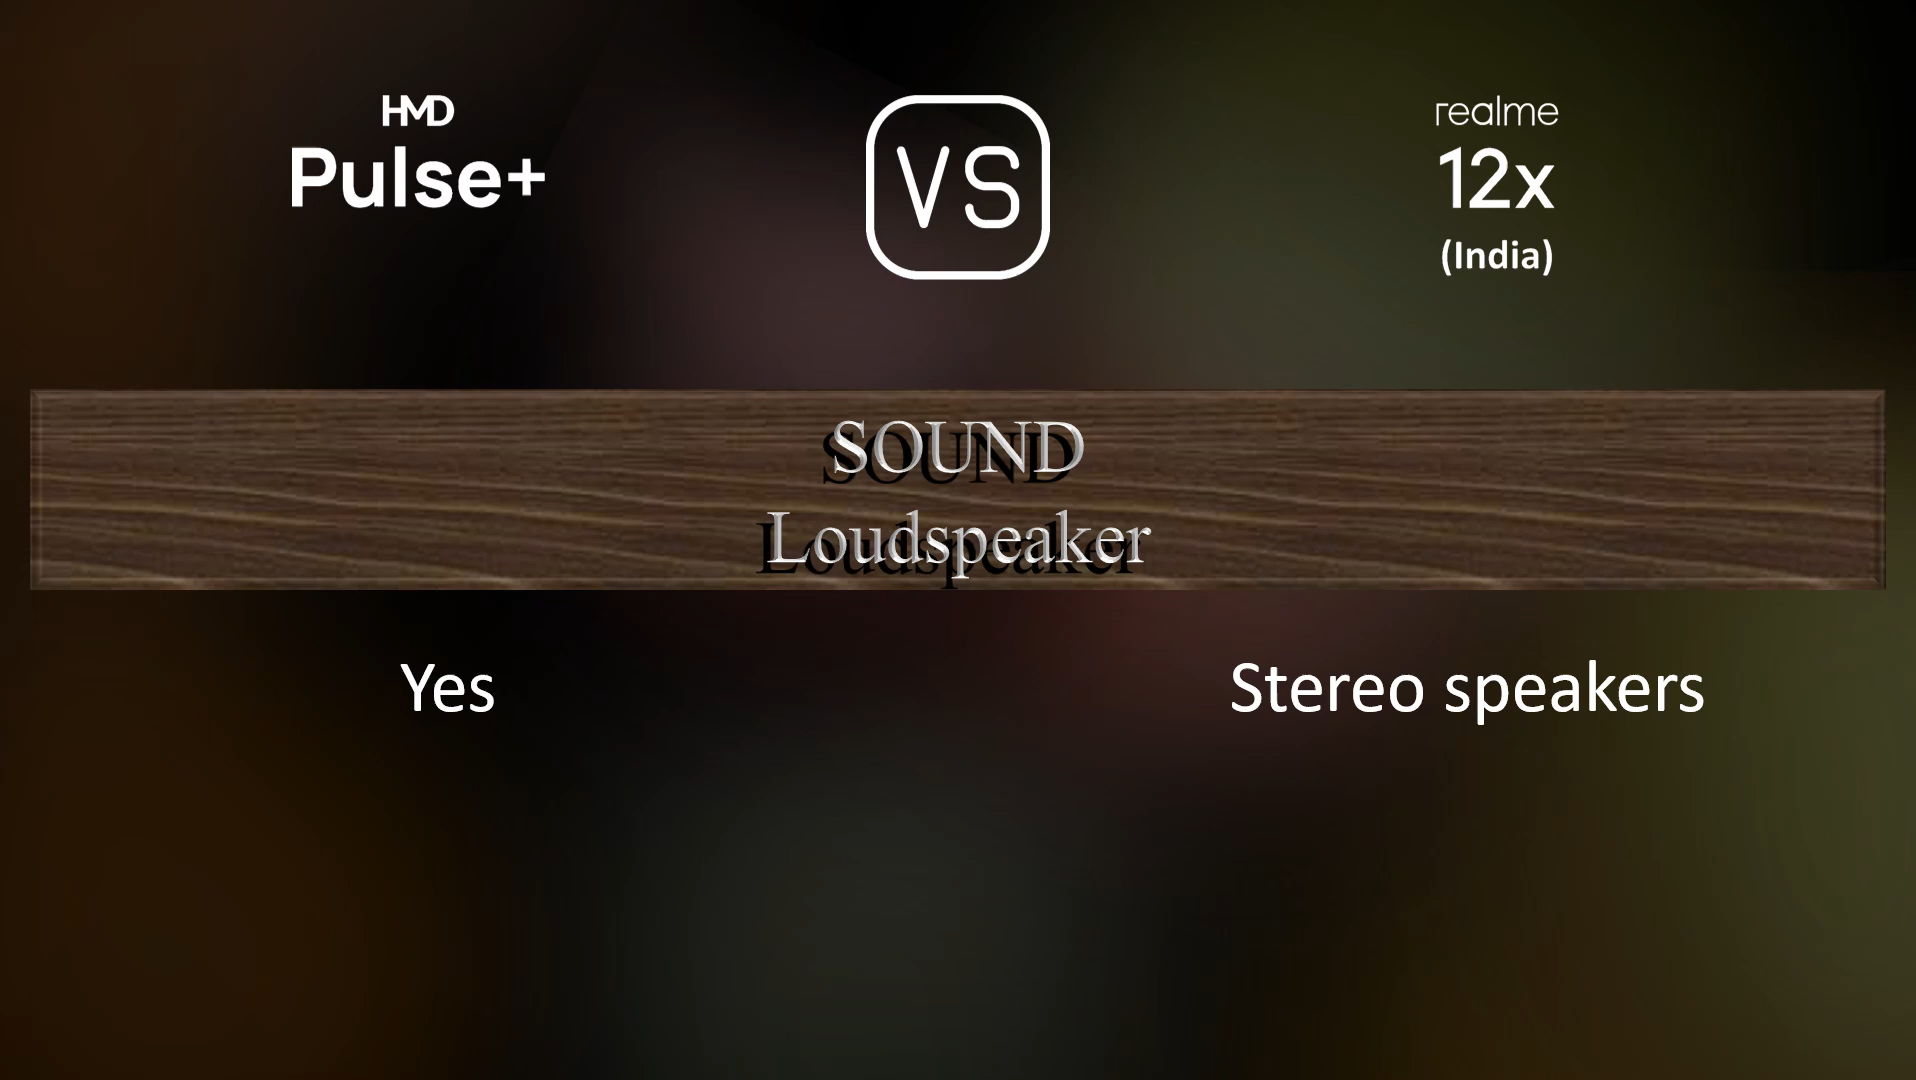 HMD
Pulse+
VS
realme
12x
(India)
SOUND
Loudspeaker
Yes
Stereo speakers